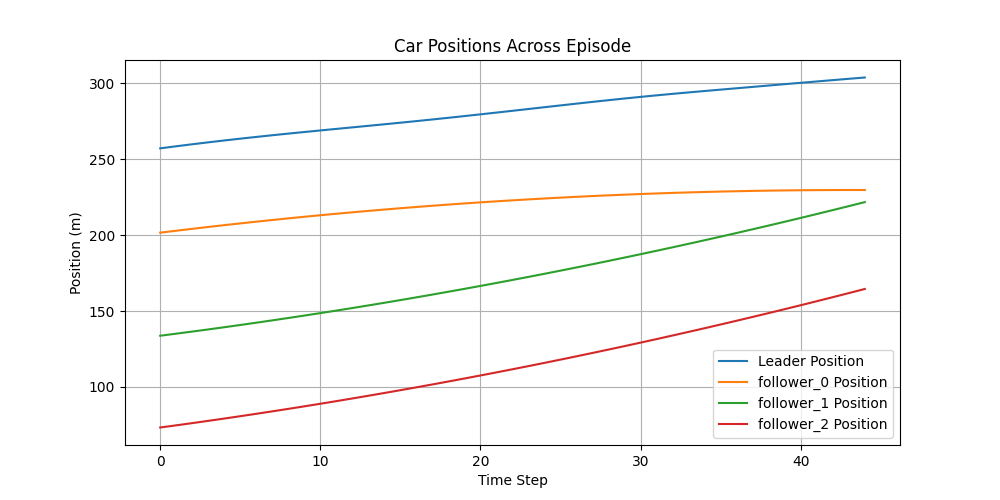 Car Positions Across Episode
Position (m)
300
250
200
150
100
0 10 20 30 40
Time Step
Leader Position
follower_0 Position
follower_1 Position
follower_2 Position